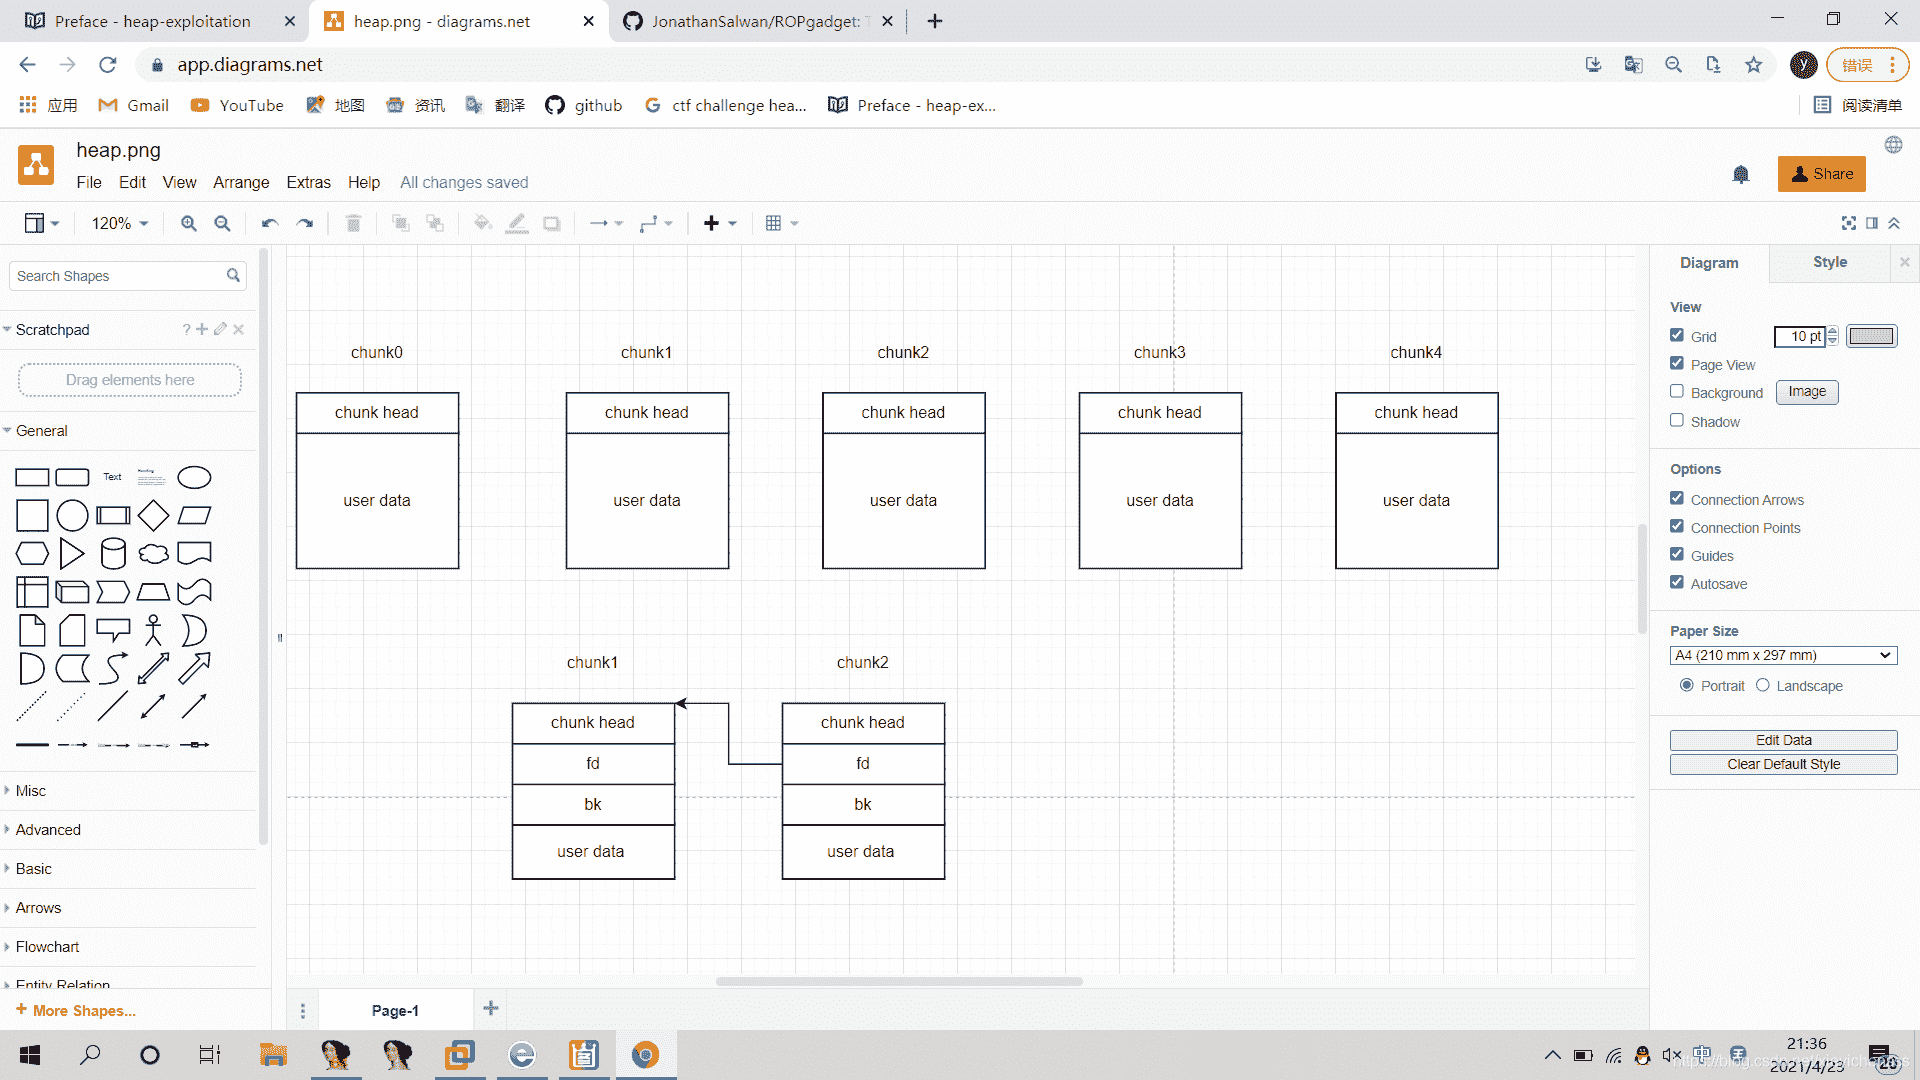 Preface - heap-exploitation
heap.png - diagrams.net
JonathanSalwan/ROPgadget: T
app.diagrams.net
错误
应用
Gmail
YouTube
地图
资讯
翻译
github
ctf challenge hea...
Preface - heap-ex...
阅读清单
heap.png
File Edit View Arrange Extras Help All changes saved
Share
120%
Search Shapes
Scratchpad
?
Drag elements here
General
Text
Heading
Misc
Advanced
Basic
Arrows
Flowchart
Entity Relation
+ More Shapes...
chunk0 chunk1 chunk2 chunk3 chunk4
chunk head chunk head chunk head chunk head chunk head
user data user data user data user data user data
chunk1 chunk2
chunk head chunk head
fd fd
bk bk
user data user data
Page-1
Diagram Style
View
Grid 10 pt
Page View
Background Image
Shadow
Options
Connection Arrows
Connection Points
Guides
Autosave
Paper Size
A4 (210 mm x 297 mm)
Portrait Landscape
Edit Data
Clear Default Style
中
21:36
2021/4/23
20